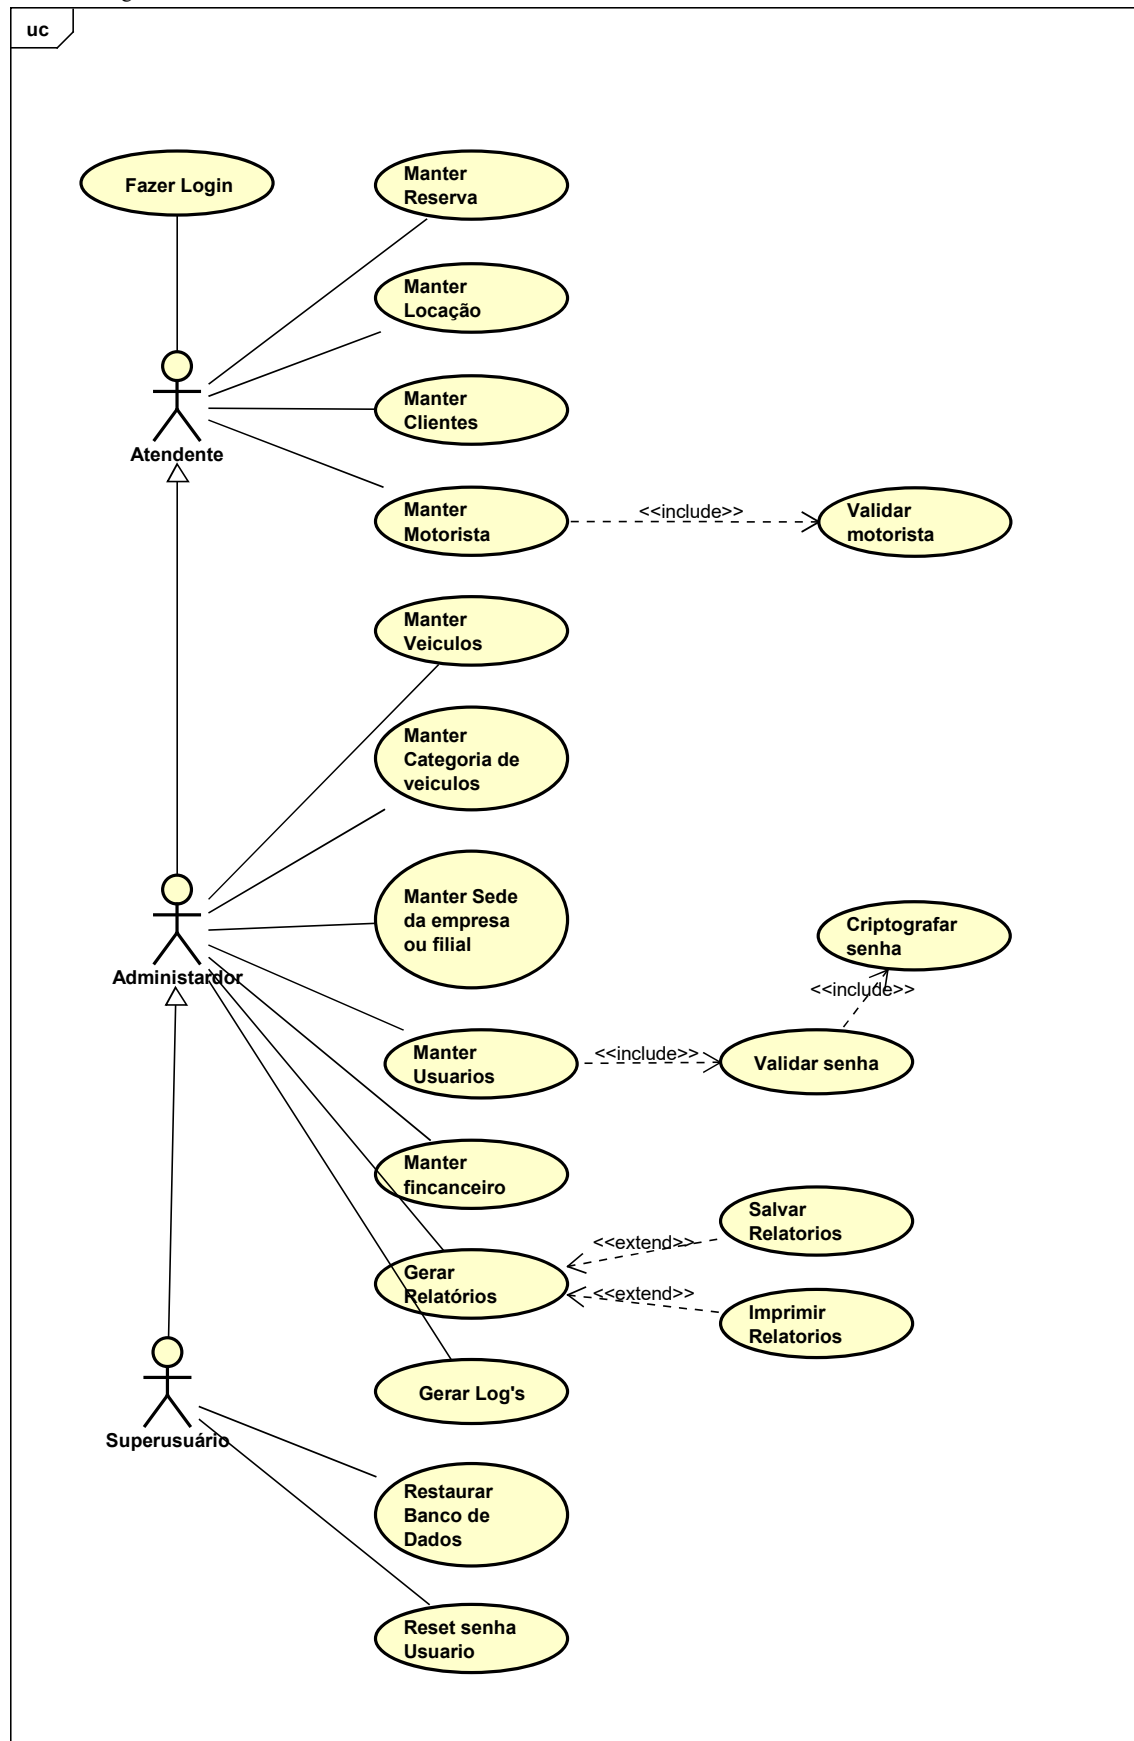 uc
Fazer Login
Manter
Reserva
Manter
Locação
Manter
Clientes
Atendente
Manter
Motorista
<<include>>
Validar
motorista
Manter
Veiculos
Manter
Categoria de
veiculos
Manter Sede
da empresa
ou filial
Criptografar
senha
Administardor
<<include>>
Manter
Usuarios
<<include>>
Validar senha
Manter
fincanceiro
Salvar
Relatorios
<<extend>>
Gerar
Relatórios
<<extend>>
Imprimir
Relatorios
Gerar Log's
Superusuário
Restaurar
Banco de
Dados
Reset senha
Usuario